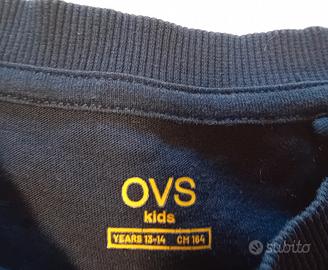 OVS
kids
YEARS 13-14 CM 164
subito